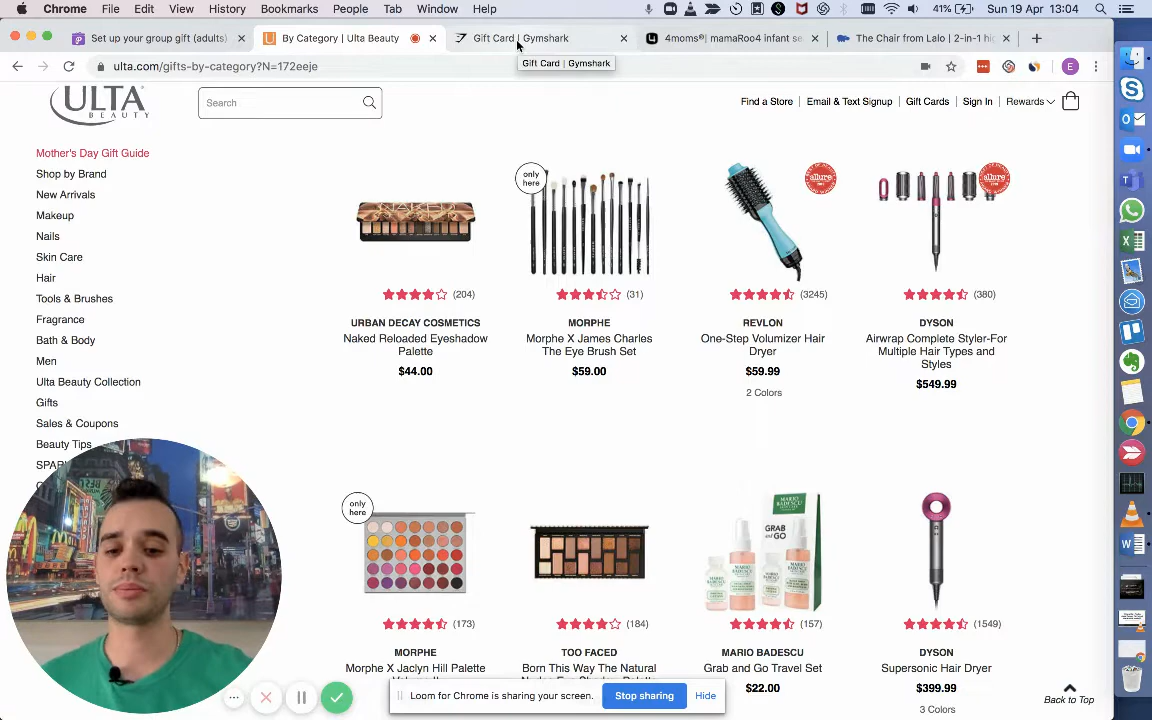 Chrome File Edit View History Bookmarks People Tab Window Help 41% Sun 19 Apr 13:04
Set up your group gift (adults) By Category | Ulta Beauty Gift Card | Gymshark 4moms®| mamaRoo4 infant se The Chair from Lalo | 2-in-1 hi
Gift Card | Gymshark
ulta.com/gifts-by-category?N=172eeje E
ULTA
BEAUTY
Search
Find a Store Email & Text Signup Gift Cards Sign In Rewards
Mother's Day Gift Guide
Shop by Brand
New Arrivals
Makeup
Nails
Skin Care
Hair
Tools & Brushes
Fragrance
Bath & Body
Men
Ulta Beauty Collection
Gifts
Sales & Coupons
Beauty Tips
SPAR
only
here
allure
allure
(204) (31) (3245) (380)
URBAN DECAY COSMETICS
Naked Reloaded Eyeshadow
Palette
$44.00
MORPHE
Morphe X James Charles
The Eye Brush Set
$59.00
REVLON
One-Step Volumizer Hair
Dryer
$59.99
2 Colors
DYSON
Airwrap Complete Styler-For
Multiple Hair Types and
Styles
$549.99
only
here
MARIO BADESCU
GRAB
and GO
(173) (184) (157) (1549)
MORPHE
Morphe X Jaclyn Hill Palette
TOO FACED
Born This Way The Natural
MARIO BADESCU
Grab and Go Travel Set
$22.00
DYSON
Supersonic Hair Dryer
$399.99
3 Colors
Loom for Chrome is sharing your screen. Stop sharing Hide
Back to Top